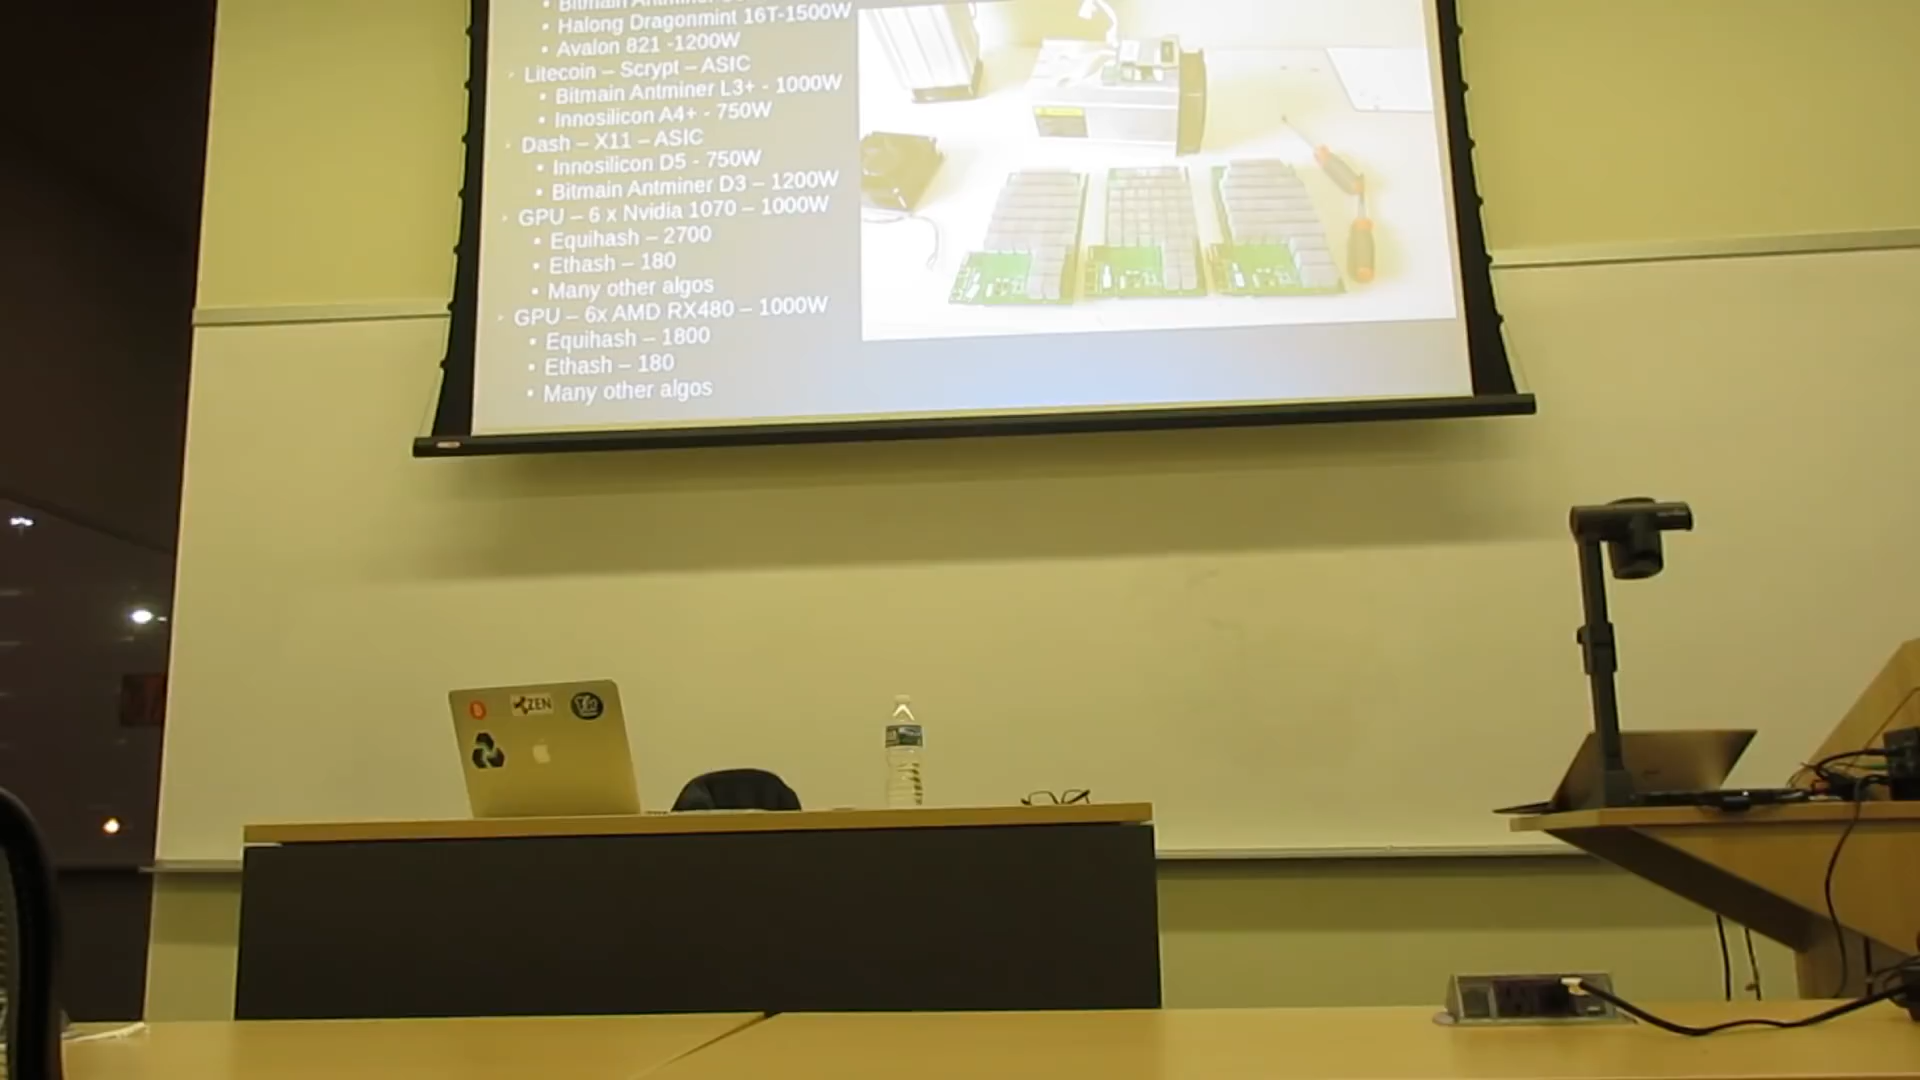 Bitmain Antminer
Halong Dragonmint 16T-1500W
Avalon 821 -1200W
Litecoin – Scrypt – ASIC
Bitmain Antminer L3+ - 1000W
Innosilicon A4+ - 750W
Dash – X11 – ASIC
Innosilicon D5 - 750W
Bitmain Antminer D3 – 1200W
GPU – 6 x Nvidia 1070 – 1000W
Equihash – 2700
Ethash – 180
Many other algos
GPU – 6x AMD RX480 – 1000W
Equihash – 1800
Ethash – 180
Many other algos
ZEN